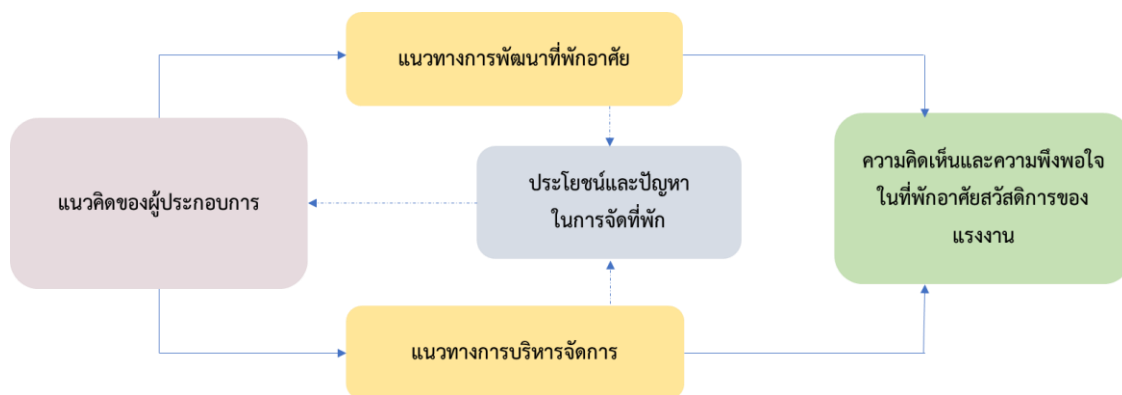 แนวทางการพัฒนาที่พักอาศัย
แนวคิดของผู้ประกอบการ
ประโยชน์และปัญหา
ในการจัดที่พัก
ความคิดเห็นและความพึงพอใจ
ในที่พักอาศัยสวัสดิการของ
แรงงาน
แนวทางการบริหารจัดการ